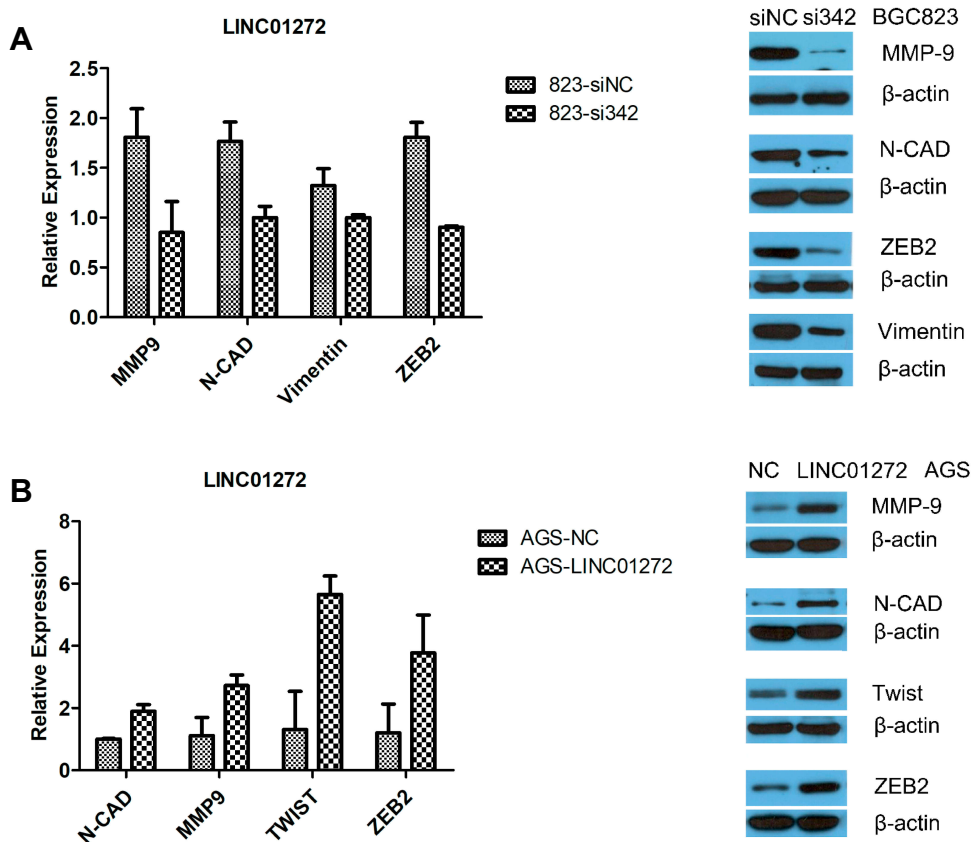 A
LINC01272
2.5
2.0
1.5
1.0
0.5
0.0
Relative Expression
MMP9
N-CAD
Vimentin
ZEB2
823-siNC
823-si342
siNC si342 BGC823
MMP-9
β-actin
N-CAD
β-actin
ZEB2
β-actin
Vimentin
β-actin
B
LINC01272
8
6
4
2
0
Relative Expression
N-CAD
MMP9
TWIST
ZEB2
AGS-NC
AGS-LINC01272
NC LINC01272 AGS
MMP-9
β-actin
N-CAD
β-actin
Twist
β-actin
ZEB2
β-actin